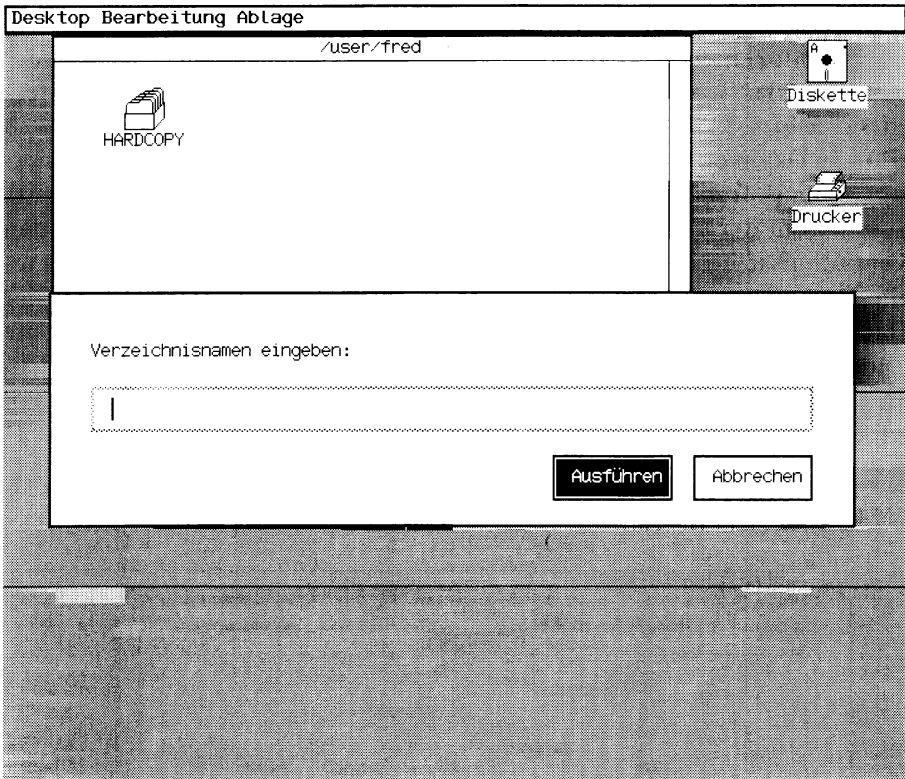 Desktop Bearbeitung Ablage
/user/fred
A
Diskette
HARDCOPY
Drucker
Verzeichnisnamen eingeben:
Ausführen
Abbrechen